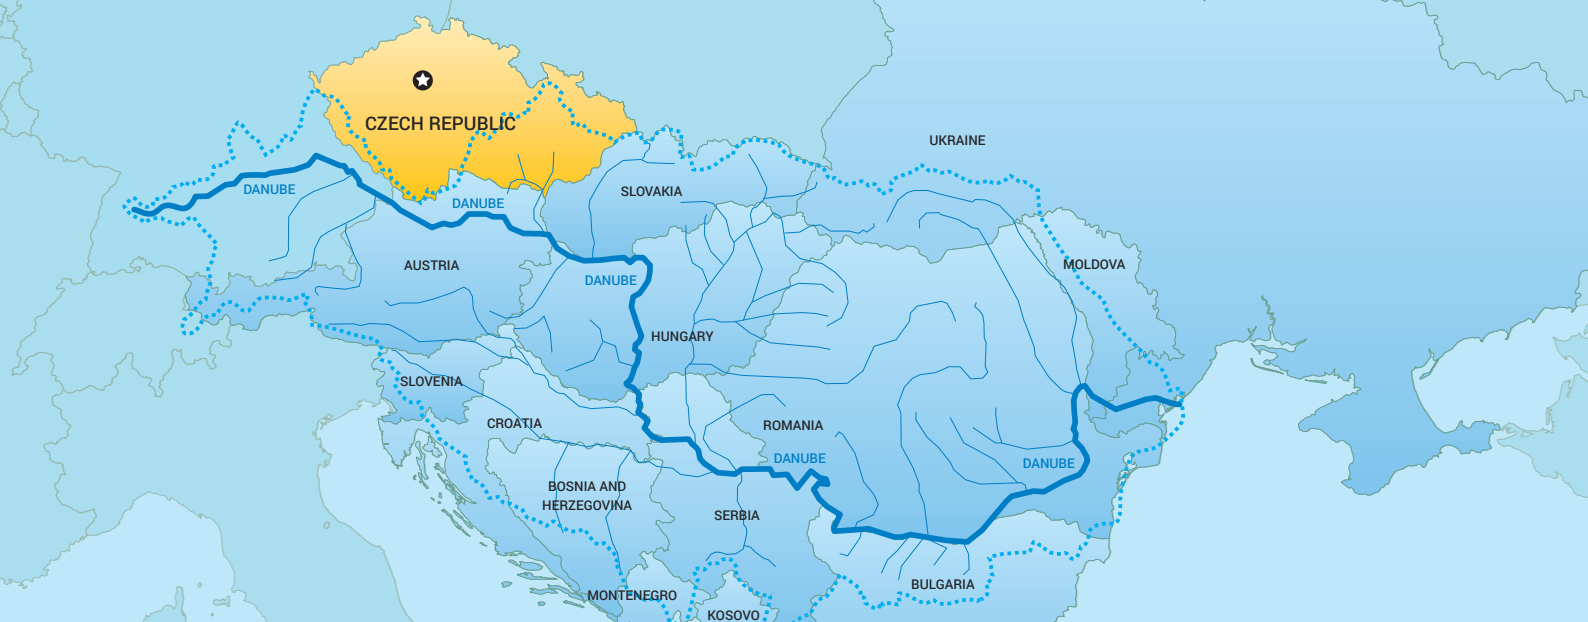 CZECH REPUBLIC
UKRAINE
DANUBE
SLOVAKIA
DANUBE
AUSTRIA
MOLDOVA
DANUBE
HUNGARY
SLOVENIA
CROATIA
ROMANIA
DANUBE
DANUBE
BOSNIA AND
HERZEGOVINA
SERBIA
BULGARIA
MONTENEGRO
KOSOVO